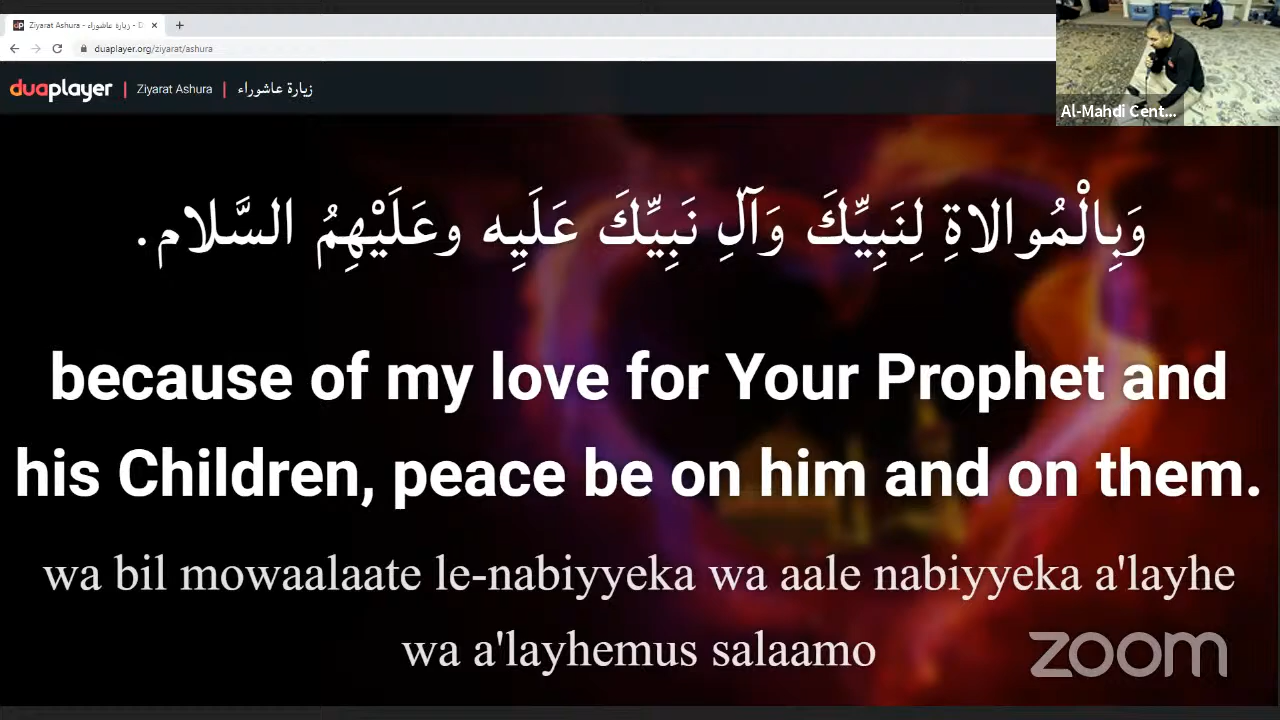 Ziyarat Ashura - زيارة عاشوراء - D
duaplayer.org/ziyarat/ashura
duaplayer | Ziyarat Ashura | زيارة عاشوراء
Al-Mahdi Cent...
وَبِالْمُوالاةِ لِنَبِيِّكَ وَآلِ نَبِيِّكَ عَلَيِه وعَلَيْهِمُ السَّلام.
because of my love for Your Prophet and
his Children, peace be on him and on them.
wa bil mowaalaate le-nabiyyeka wa aale nabiyyeka a'layhe
wa a'layhemus salaamo
zoom